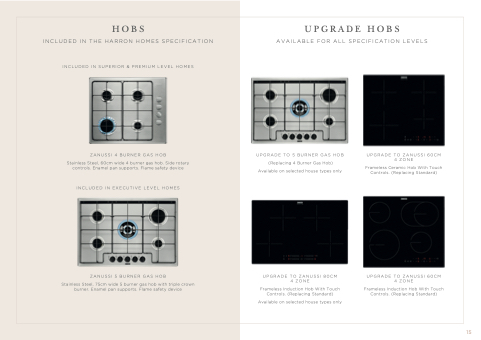 HOBS
INCLUDED IN THE HARRON HOMES SPECIFICATION
INCLUDED IN SUPERIOR & PREMIUM LEVEL HOMES
ZANUSSI 4 BURNER GAS HOB
Stainless Steel, 60cm wide 4 burner gas hob. Side rotary
controls. Enamel pan supports. Flame safety device
INCLUDED IN EXECUTIVE LEVEL HOMES
ZANUSSI 5 BURNER GAS HOB
Stainless Steel, 75cm wide 5 burner gas hob with triple crown
burner. Enamel pan supports. Flame safety device
UPGRADE HOBS
AVAILABLE FOR ALL SPECIFICATION LEVELS
UPGRADE TO 5 BURNER GAS HOB
(Replacing 4 Burner Gas Hob)
Available on selected house types only
UPGRADE TO ZANUSSI 60CM
4 ZONE
Frameless Ceramic Hob With Touch
Controls. (Replacing Standard)
UPGRADE TO ZANUSSI 80CM
4 ZONE
Frameless Induction Hob With Touch
Controls. (Replacing Standard)
Available on selected house types only
UPGRADE TO ZANUSSI 60CM
4 ZONE
Frameless Induction Hob With Touch
Controls. (Replacing Standard)